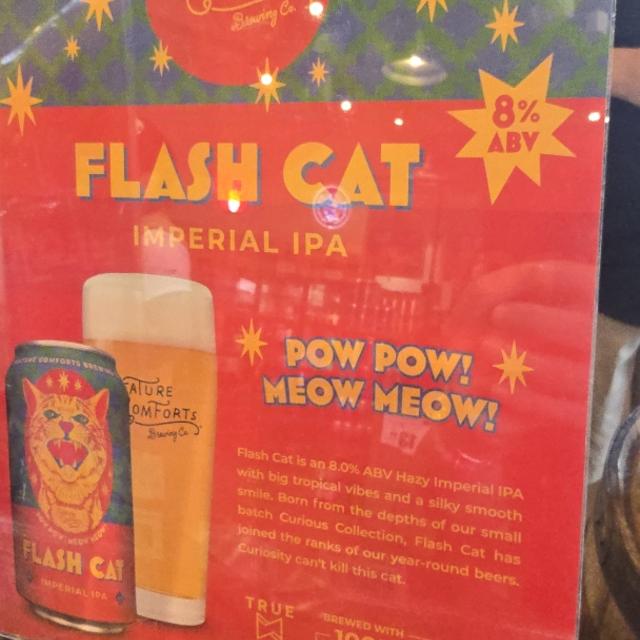 Brewing Co.
8%
ABV
FLASH CAT
IMPERIAL IPA
POW POW!
MEOW MEOW!
Flash Cat is an 8.0% ABV Hazy Imperial IPA
with big tropical vibes and a silky smooth
smile. Born from the depths of our small
batch Curious Collection, Flash Cat has
joined the ranks of our year-round beers.
Curiosity can't kill this cat.
TRUE
BREWED WITH
100%
ATURE
OMFORTS
Brewing Co.
COMFORTS
FLASH CAT
IMPERIAL IPA